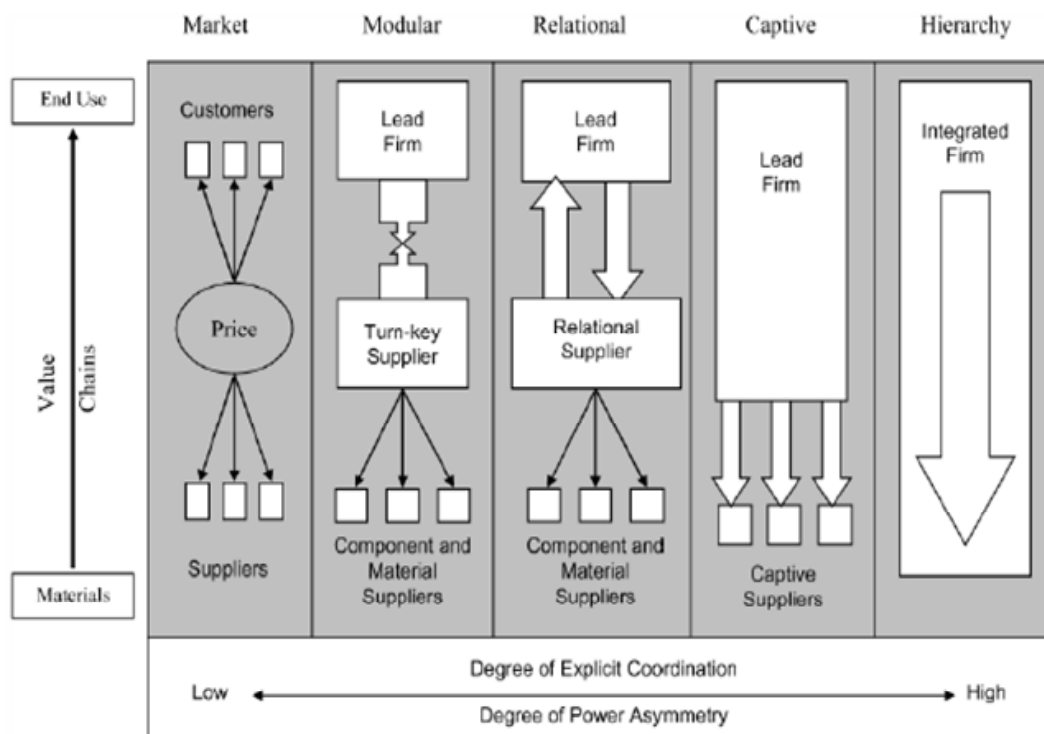 Market
Modular
Relational
Captive
Hierarchy
End Use
Value
Chains
Materials
Customers
Price
Suppliers
Lead
Firm
Turn-key
Supplier
Component and
Material
Suppliers
Lead
Firm
Relational
Supplier
Component and
Material
Suppliers
Lead
Firm
Captive
Suppliers
Integrated
Firm
Degree of Explicit Coordination
Low
High
Degree of Power Asymmetry